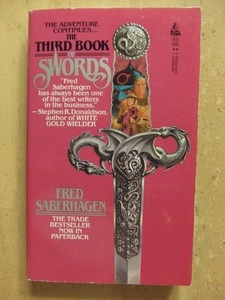 THE ADVENTURE
CONTINUES...
THE
THIRD BOOK
OF
SWORDS
"Fred
Saberhagen
has always been one
of the best writers
in the business."
—Stephen R. Donaldson,
author of WHITE
GOLD WIELDER
FRED
SABERHAGEN
THE TRADE
BESTSELLER
NOW IN
PAPERBACK